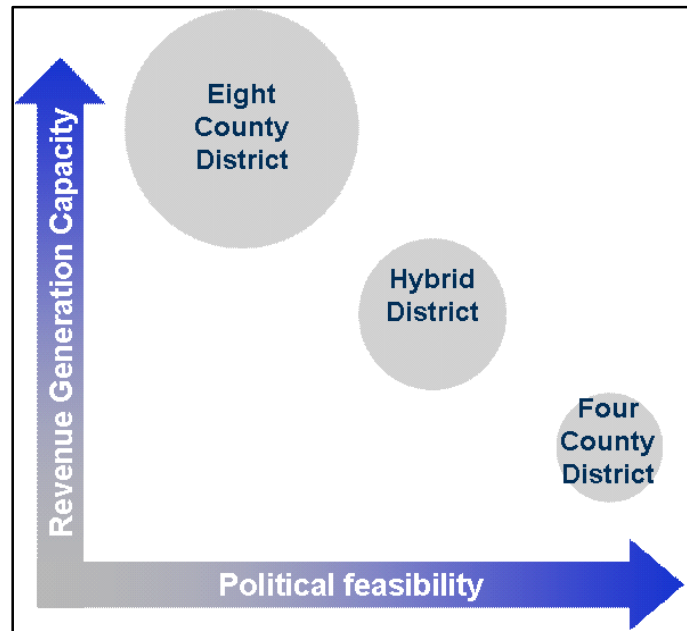 Eight
County
District
Revenue Generation Capacity
Hybrid
District
Four
County
District
Political feasibility